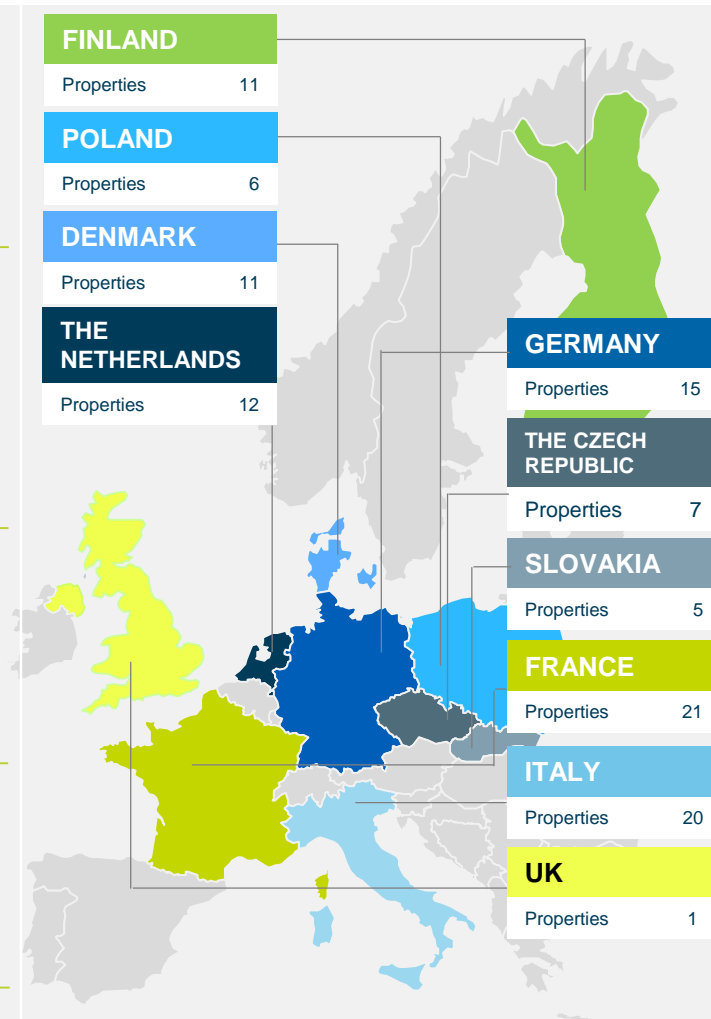 FINLAND
Properties 11
POLAND
Properties 6
DENMARK
Properties 11
THE
NETHERLANDS
Properties 12
GERMANY
Properties 15
THE CZECH
REPUBLIC
Properties 7
SLOVAKIA
Properties 5
FRANCE
Properties 21
ITALY
Properties 20
UK
Properties 1